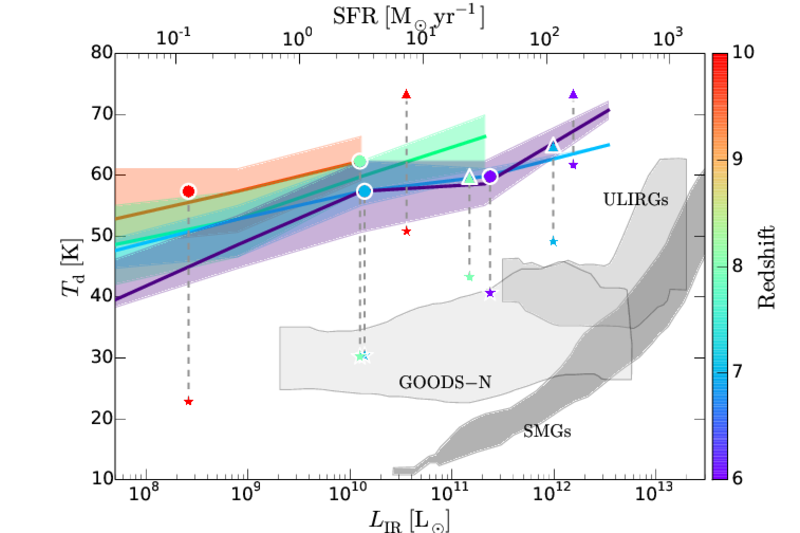 SFR [M⊙ yr⁻¹]
10⁻¹ 10⁰ 10¹ 10² 10³
80
70
60
50
40
30
20
10
T_d [K]
ULIRGs
GOODS−N
SMGs
10⁸ 10⁹ 10¹⁰ 10¹¹ 10¹² 10¹³
L_IR [L⊙]
10
9
8
7
6
Redshift